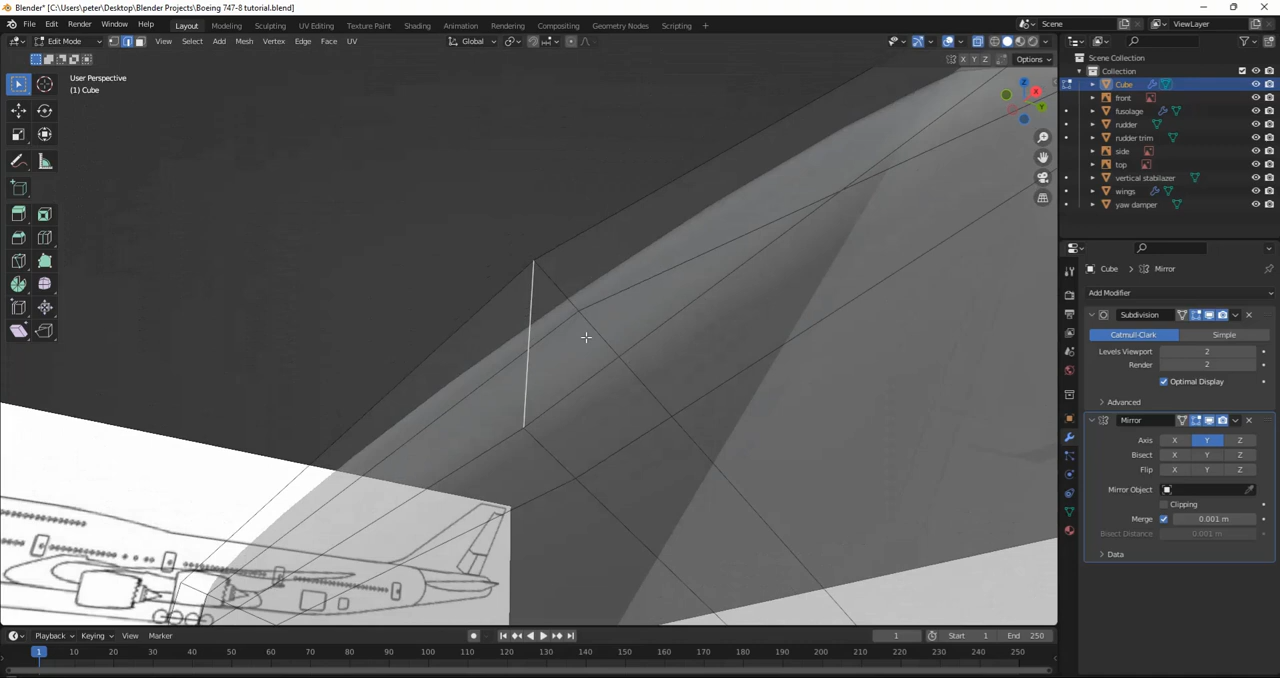 Blender* [C:\Users\peter\Desktop\Blender Projects\Boeing 747-8 tutorial.blend]
File Edit Render Window Help Layout Modeling Sculpting UV Editing Texture Paint Shading Animation Rendering Compositing Geometry Nodes Scripting + Scene ViewLayer
Edit Mode View Select Add Mesh Vertex Edge Face UV Global
X Y Z Options
User Perspective
(1) Cube
Z
X
Y
Scene Collection
Collection
Cube
front
fusolage
rudder
rudder trim
side
top
vertical stabilazer
wings
yaw damper
Cube > Mirror
Add Modifier
Subdivision
Catmull-Clark Simple
Levels Viewport 2
Render 2
Optimal Display
Advanced
Mirror
Axis X Y Z
Bisect X Y Z
Flip X Y Z
Mirror Object
Clipping
Merge 0.001 m
Bisect Distance 0.001 m
Data
Playback Keying View Marker 1 Start 1 End 250
1 10 20 30 40 50 60 70 80 90 100 110 120 130 140 150 160 170 180 190 200 210 220 230 240 250